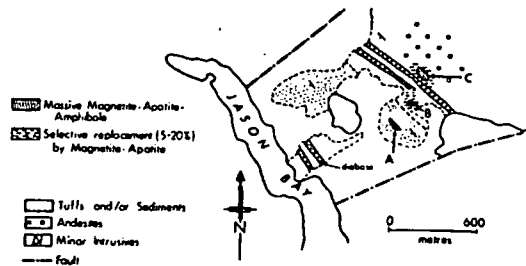 JASON BAY
C
B
A
diabase
Massive Magnetite-Apatite-
Amphibole
Selective replacement (5-20%)
by Magnetite-Apatite
Tuffs and/or Sediments
Andesites
Minor Intrusives
Fault
N
0 600
metres